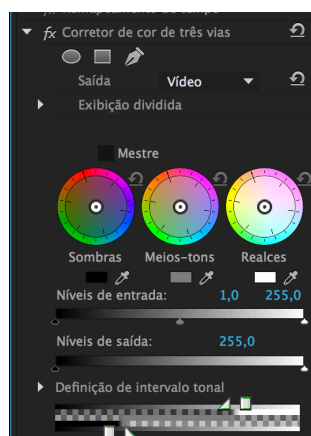 fx Corretor de cor de três vias
Saída Vídeo
Exibição dividida
Mestre
Sombras Meios-tons Realces
Níveis de entrada: 1,0 255,0
Níveis de saída: 255,0
Definição de intervalo tonal